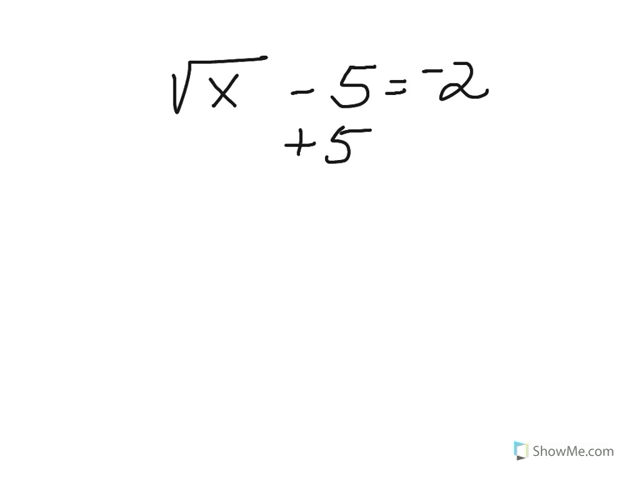 √x - 5 = -2
+ 5
ShowMe.com